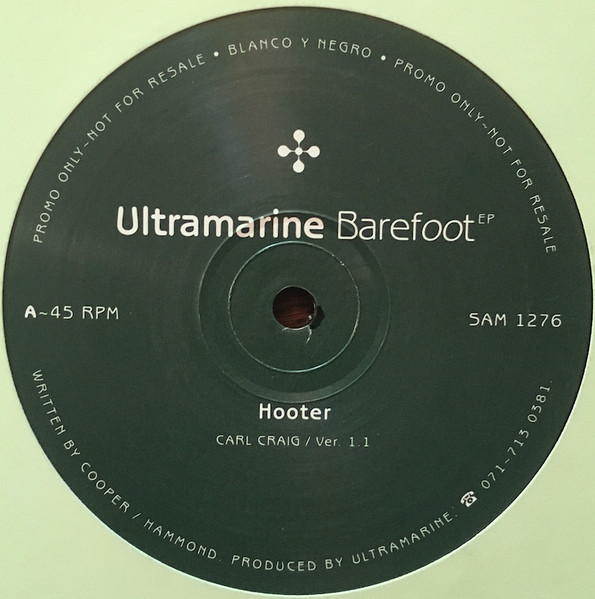 PROMO ONLY~NOT FOR RESALE • BLANCO Y NEGRO • PROMO ONLY~NOT FOR RESALE
Ultramarine Barefoot EP
A~45 RPM
SAM 1276
Hooter
CARL CRAIG / Ver. 1.1
WRITTEN BY COOPER / HAMMOND. PRODUCED BY ULTRAMARINE. ☎ 071-713 0381.